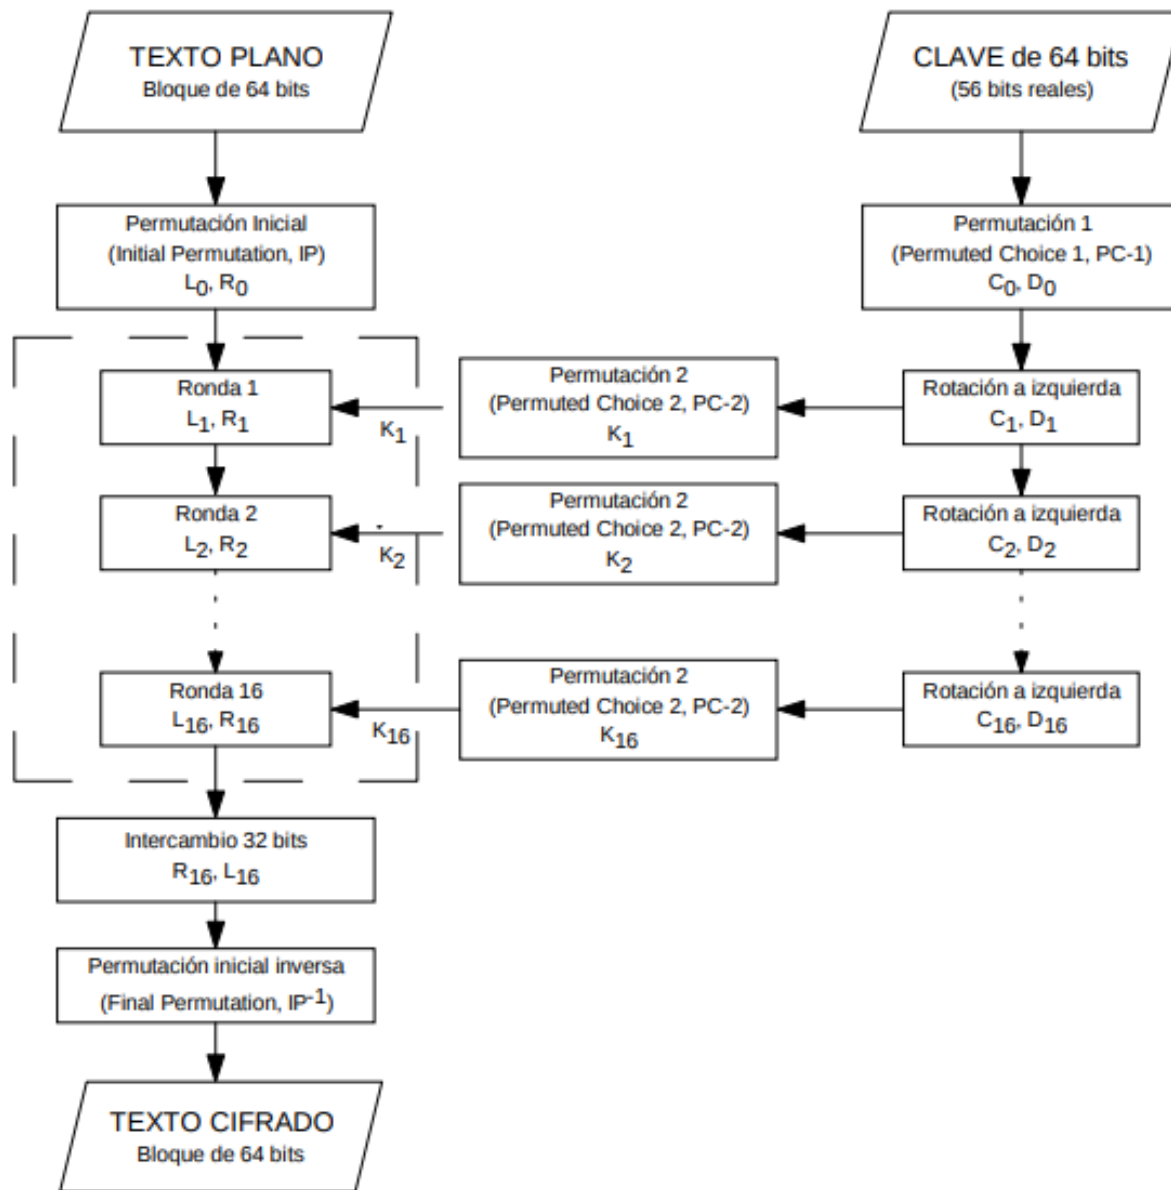 TEXTO PLANO
Bloque de 64 bits
CLAVE de 64 bits
(56 bits reales)
Permutación Inicial
(Initial Permutation, IP)
L0, R0
Permutación 1
(Permuted Choice 1, PC-1)
C0, D0
Ronda 1
L1, R1
K1
Permutación 2
(Permuted Choice 2, PC-2)
K1
Rotación a izquierda
C1, D1
Ronda 2
L2, R2
K2
Permutación 2
(Permuted Choice 2, PC-2)
K2
Rotación a izquierda
C2, D2
Ronda 16
L16, R16
K16
Permutación 2
(Permuted Choice 2, PC-2)
K16
Rotación a izquierda
C16, D16
Intercambio 32 bits
R16, L16
Permutación inicial inversa
(Final Permutation, IP-1)
TEXTO CIFRADO
Bloque de 64 bits